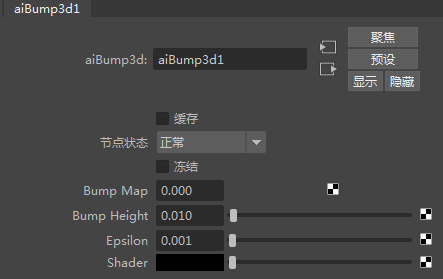 aiBump3d1
聚焦
aiBump3d: aiBump3d1
预设
显示 隐藏
缓存
节点状态 正常
冻结
Bump Map 0.000
Bump Height 0.010
Epsilon 0.001
Shader